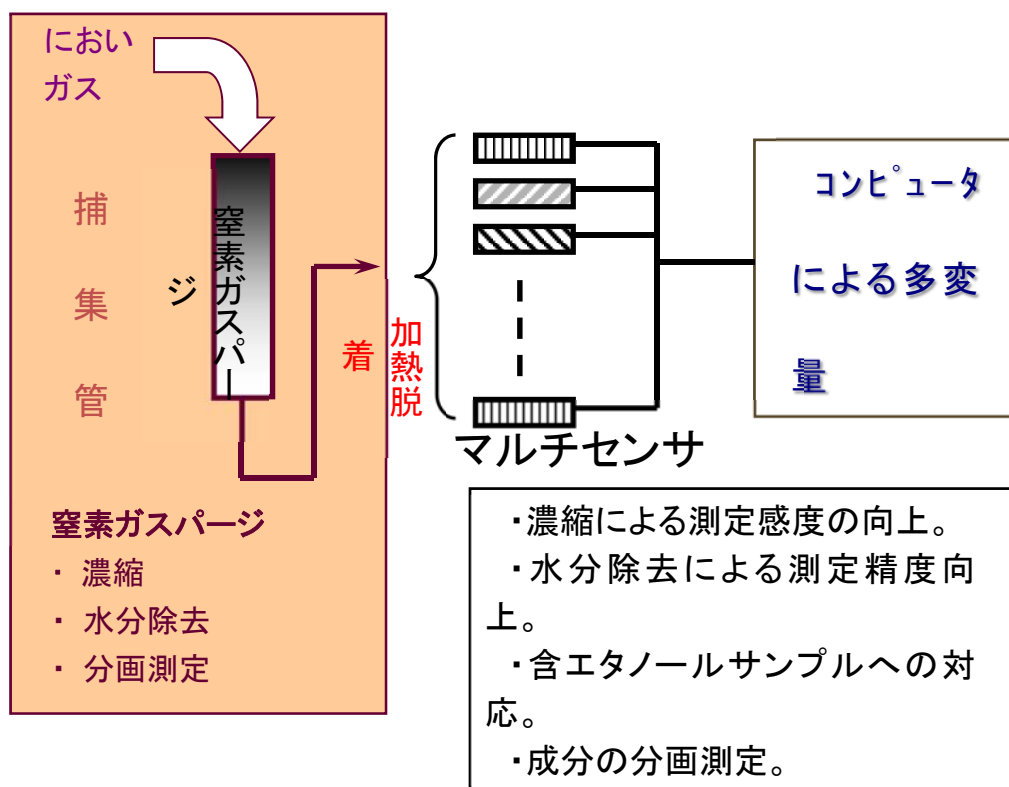 におい
ガス
捕
集
管
窒素ガスパー
ジ
加熱脱
着
マルチセンサ
コンピュータ
による多変
量
窒素ガスパージ
・ 濃縮
・ 水分除去
・ 分画測定
・濃縮による測定感度の向上。
・水分除去による測定精度向
上。
・含エタノールサンプルへの対
応。
・成分の分画測定。